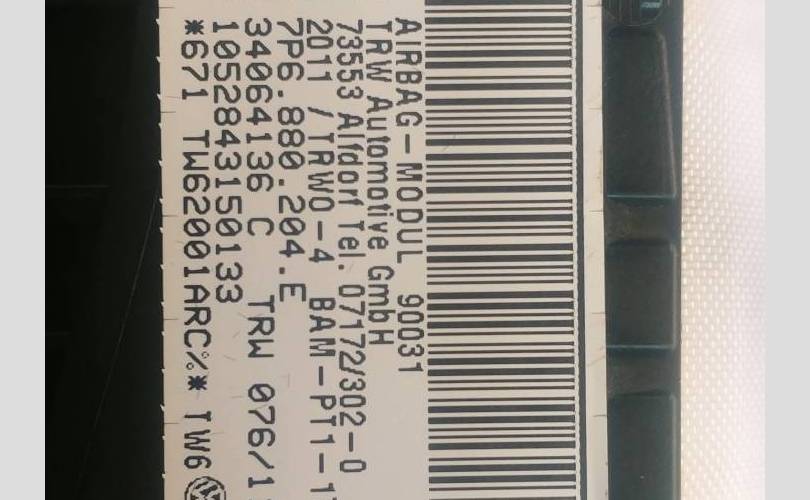 AIRBAG-MODUL 90031
TRW Automotive GmbH
73553 Alfdorf Tel. 07172/302-0
2011 /TRWO-4 BAM-PT1-1
7P6.880.204.E
34064136 C TRW 076/1
1052843150133
*671 TW62001ARC%* TW6